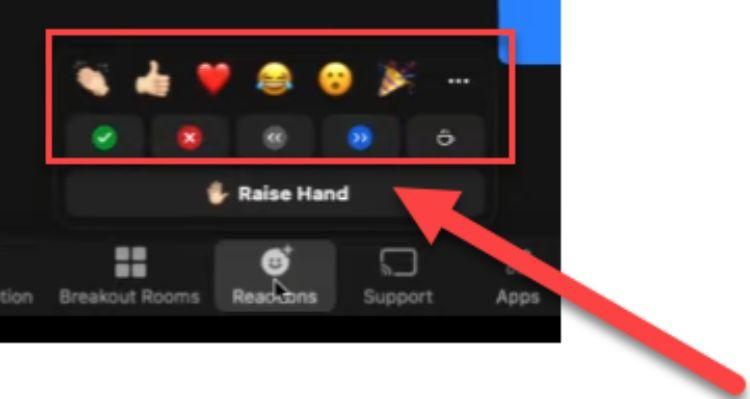 Raise Hand
tion Breakout Rooms Reactions Support Apps